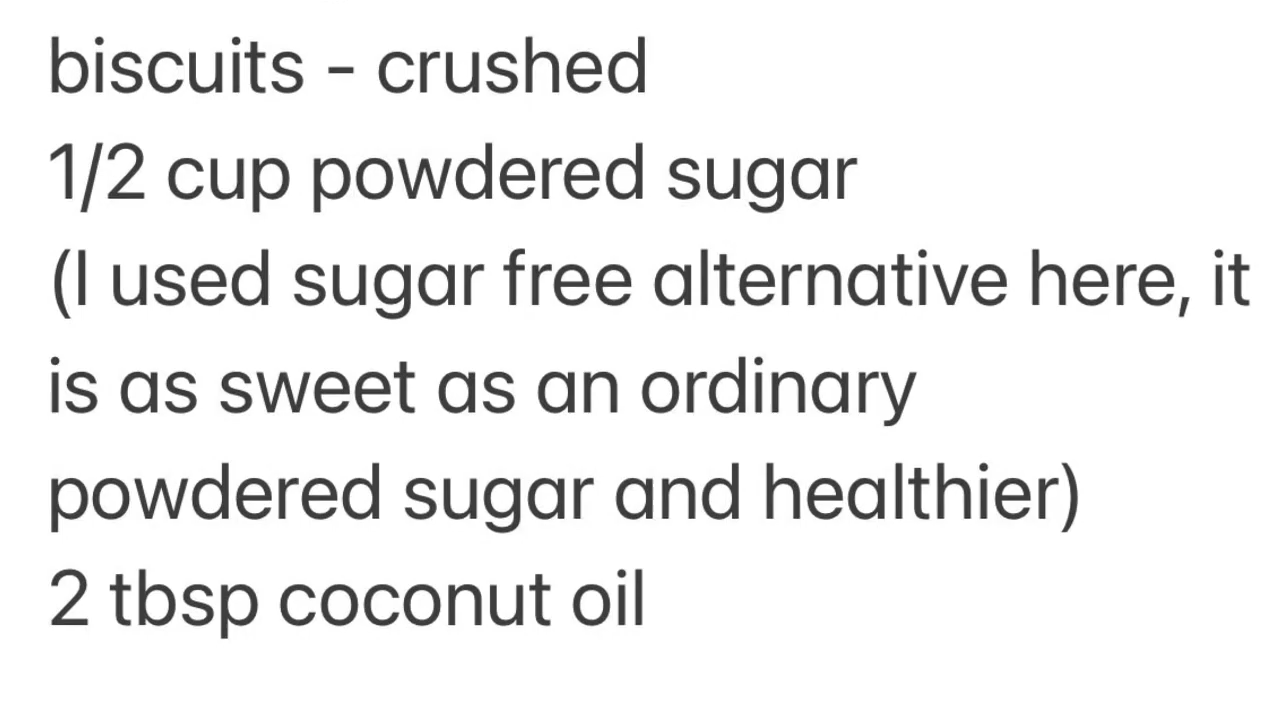 biscuits - crushed
1/2 cup powdered sugar
(I used sugar free alternative here, it
is as sweet as an ordinary
powdered sugar and healthier)
2 tbsp coconut oil